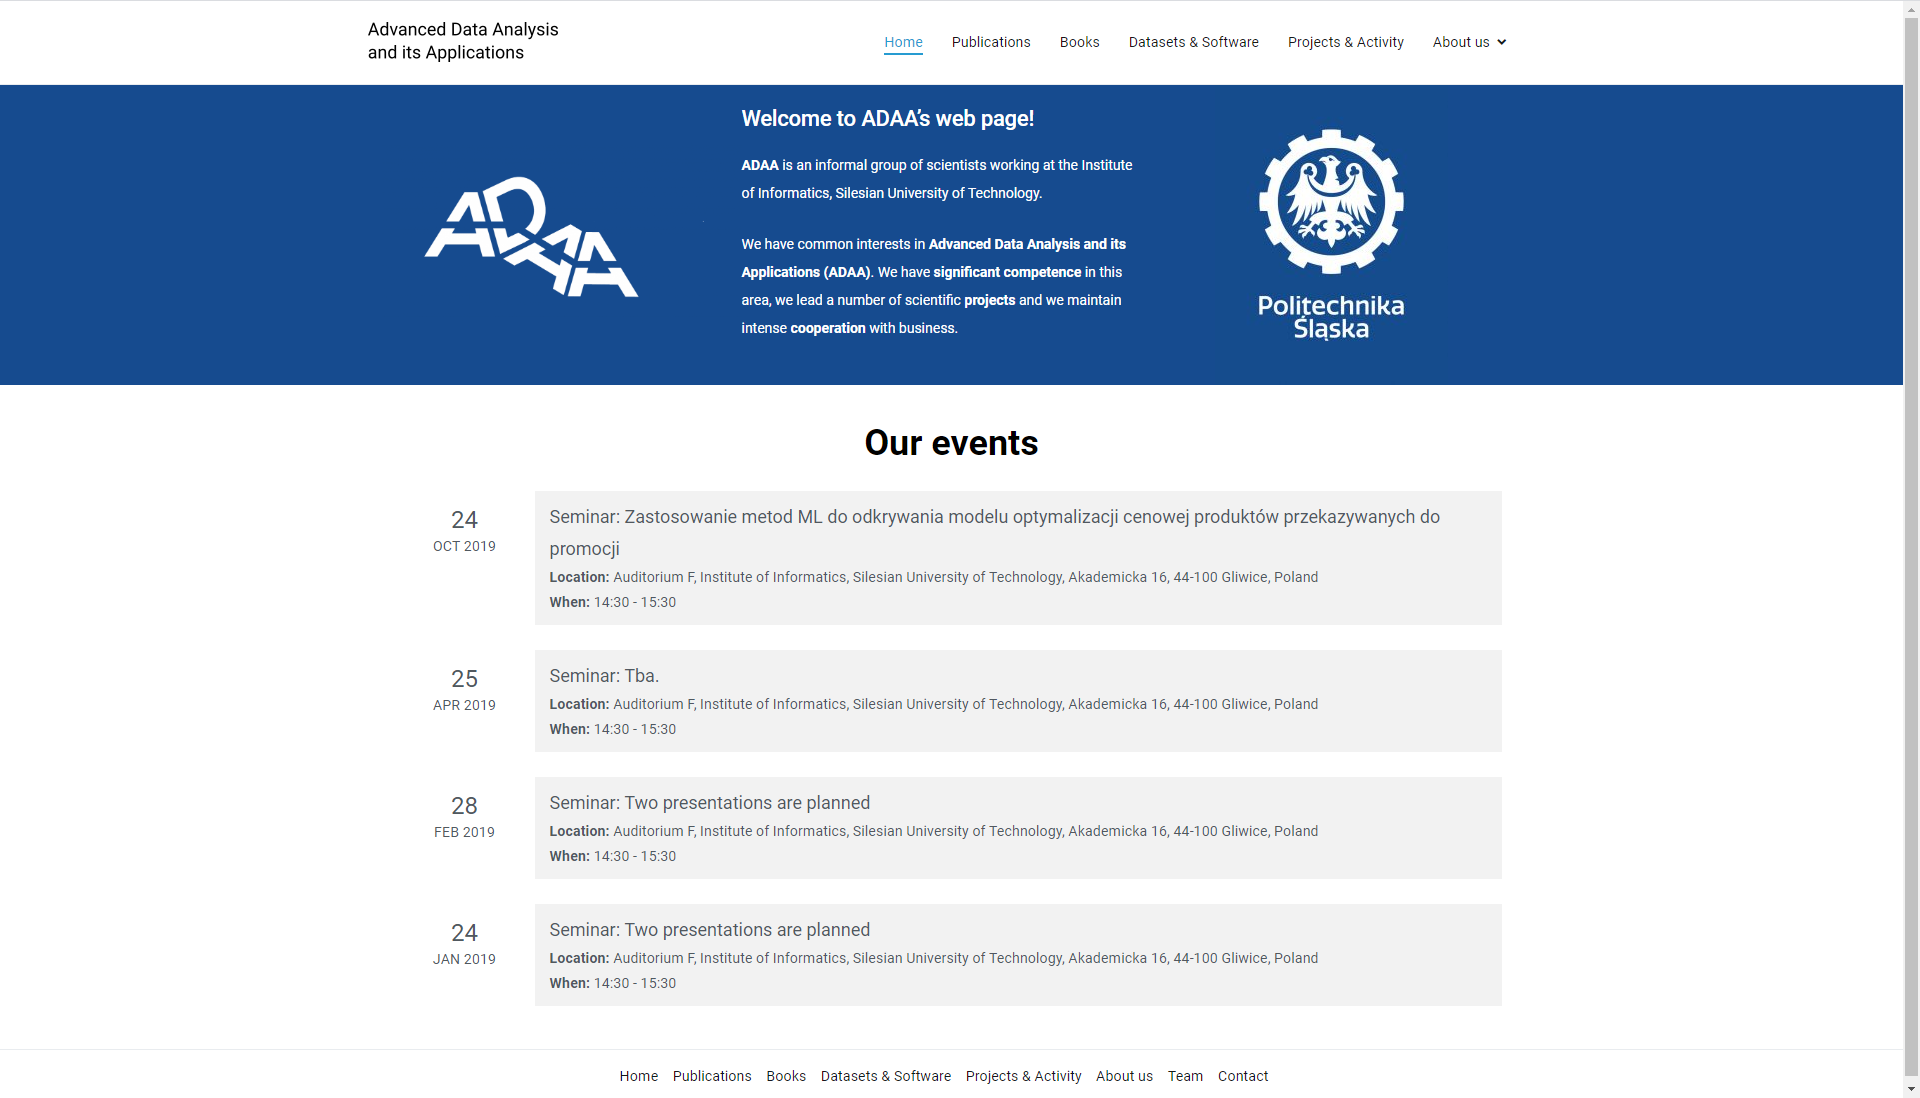 Advanced Data Analysis
and its Applications
Home Publications Books Datasets & Software Projects & Activity About us
ADAA
Welcome to ADAA's web page!
ADAA is an informal group of scientists working at the Institute
of Informatics, Silesian University of Technology.
We have common interests in Advanced Data Analysis and its
Applications (ADAA). We have significant competence in this
area, we lead a number of scientific projects and we maintain
intense cooperation with business.
Politechnika
Śląska
Our events
24
OCT 2019
Seminar: Zastosowanie metod ML do odkrywania modelu optymalizacji cenowej produktów przekazywanych do
promocji
Location: Auditorium F, Institute of Informatics, Silesian University of Technology, Akademicka 16, 44-100 Gliwice, Poland
When: 14:30 - 15:30
25
APR 2019
Seminar: Tba.
Location: Auditorium F, Institute of Informatics, Silesian University of Technology, Akademicka 16, 44-100 Gliwice, Poland
When: 14:30 - 15:30
28
FEB 2019
Seminar: Two presentations are planned
Location: Auditorium F, Institute of Informatics, Silesian University of Technology, Akademicka 16, 44-100 Gliwice, Poland
When: 14:30 - 15:30
24
JAN 2019
Seminar: Two presentations are planned
Location: Auditorium F, Institute of Informatics, Silesian University of Technology, Akademicka 16, 44-100 Gliwice, Poland
When: 14:30 - 15:30
Home Publications Books Datasets & Software Projects & Activity About us Team Contact